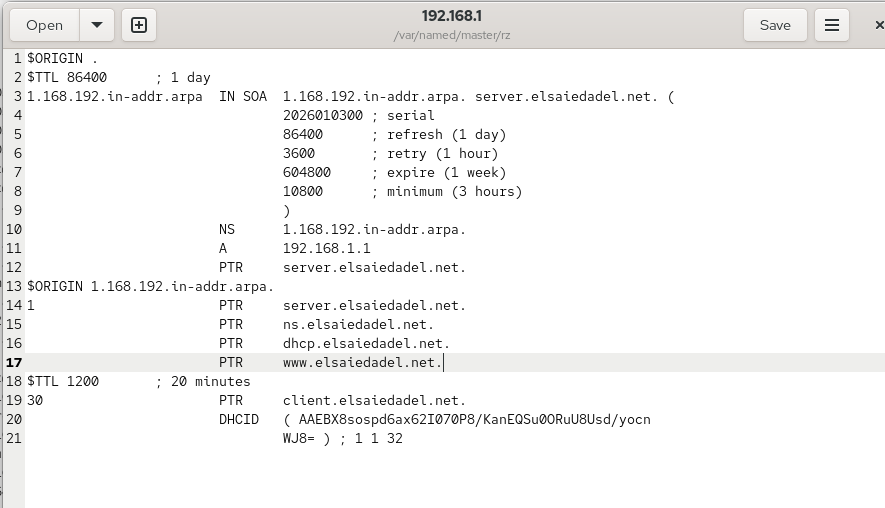 Open
192.168.1
/var/named/master/rz
Save
1 $ORIGIN .
2 $TTL 86400      ; 1 day
3 1.168.192.in-addr.arpa  IN SOA  1.168.192.in-addr.arpa. server.elsaiedadel.net. (
4                                 2026010300 ; serial
5                                 86400      ; refresh (1 day)
6                                 3600       ; retry (1 hour)
7                                 604800     ; expire (1 week)
8                                 10800      ; minimum (3 hours)
9                                 )
10                        NS      1.168.192.in-addr.arpa.
11                        A       192.168.1.1
12                        PTR     server.elsaiedadel.net.
13 $ORIGIN 1.168.192.in-addr.arpa.
14 1                       PTR     server.elsaiedadel.net.
15                        PTR     ns.elsaiedadel.net.
16                        PTR     dhcp.elsaiedadel.net.
17                        PTR     www.elsaiedadel.net.
18 $TTL 1200       ; 20 minutes
19 30                      PTR     client.elsaiedadel.net.
20                        DHCID   ( AAEBX8sospd6ax62I070P8/KanEQSu0ORuU8Usd/yocn
21                                WJ8= ) ; 1 1 32